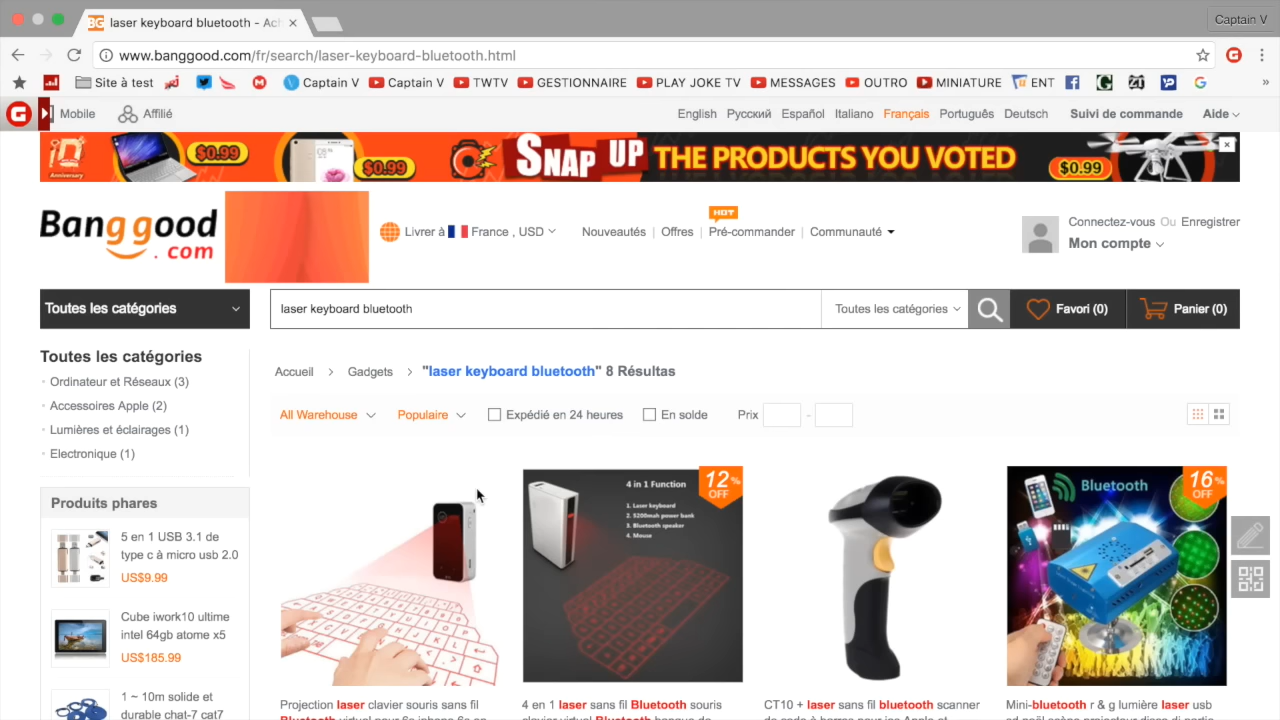 laser keyboard bluetooth - Ach
Captain V
www.banggood.com/fr/search/laser-keyboard-bluetooth.html
Site à test
Captain V
Captain V
TWTV
GESTIONNAIRE
PLAY JOKE TV
MESSAGES
OUTRO
MINIATURE
ENT
»
Mobile
Affilié
English
Русский
Español
Italiano
Français
Português
Deutsch
Suivi de commande
Aide
in
Anniversary
$0.99
$0.99
SNAP UP THE PRODUCTS YOU VOTED
$0.99
Banggood
.com
Livrer à France , USD
Nouveautés | Offres | Pré-commander | Communauté
HOT
Connectez-vous Ou Enregistrer
Mon compte
Toutes les catégories
laser keyboard bluetooth
Toutes les catégories
Favori (0)
Panier (0)
Toutes les catégories
Ordinateur et Réseaux (3)
Accessoires Apple (2)
Lumières et éclairages (1)
Electronique (1)
Accueil > Gadgets > "laser keyboard bluetooth" 8 Résultas
All Warehouse
Populaire
Expédié en 24 heures
En solde
Prix
-
Produits phares
5 en 1 USB 3.1 de
type c à micro usb 2.0
US$9.99
Cube iwork10 ultime
intel 64gb atome x5
US$185.99
1 ~ 10m solide et
durable chat-7 cat7
4 in 1 Function
1. Laser keyboard
2. 5200mah power bank
3. Bluetooth speaker
4. Mouse
12%
OFF
Bluetooth
16%
OFF
Projection laser clavier souris sans fil
4 en 1 laser sans fil Bluetooth souris
CT10 + laser sans fil bluetooth scanner
Mini-bluetooth r & g lumière laser usb